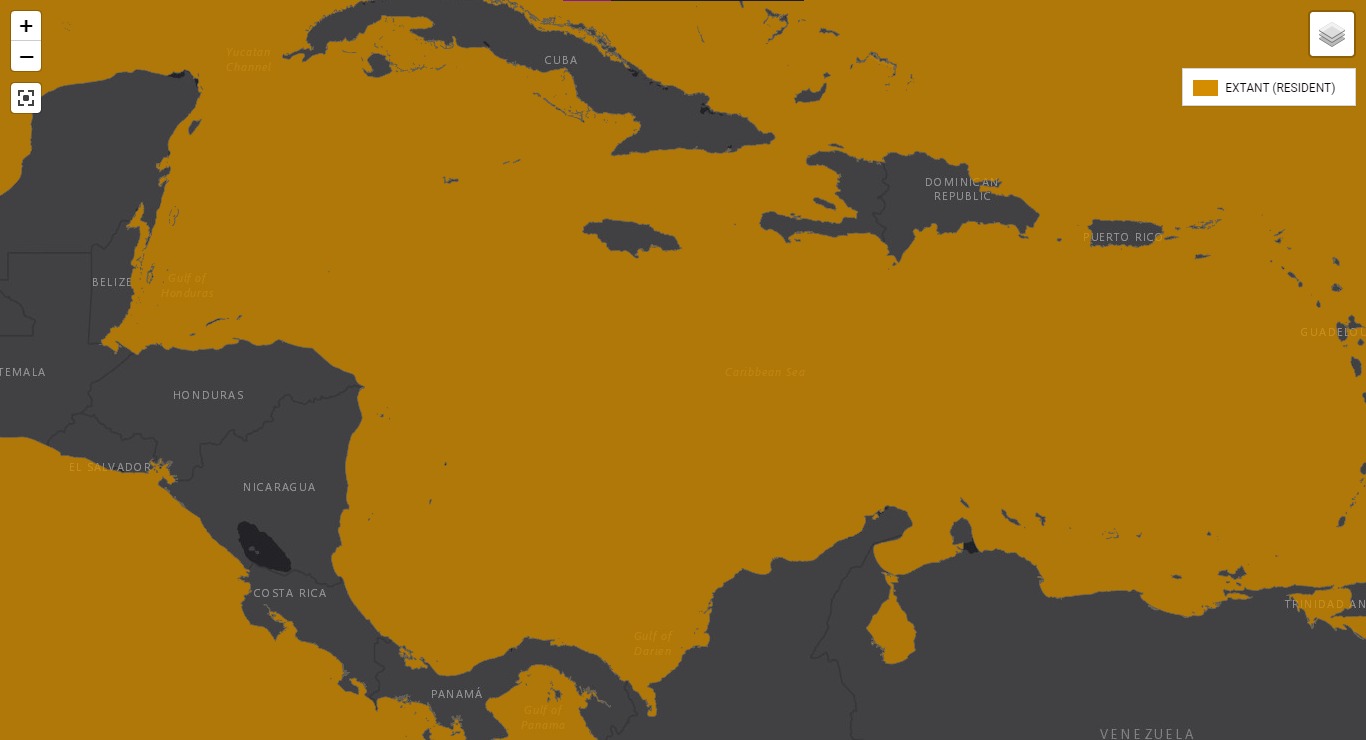 +
−
EXTANT (RESIDENT)
Yucatan
Channel
CUBA
DOMINICAN
REPUBLIC
PUERTO RICO
BELIZE
Gulf of
Honduras
GUADELOU
TEMALA
Caribbean Sea
HONDURAS
EL SALVADOR
NICARAGUA
COSTA RICA
TRINIDAD AN
Gulf of
Darien
PANAMÁ
Gulf of
Panama
VENEZUELA